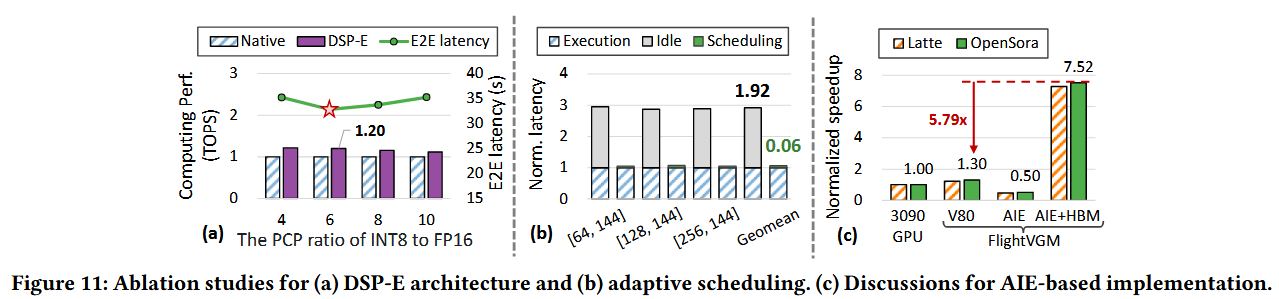 Native DSP-E E2E latency
Computing Perf.
(TOPS)
3
2
1
0
1.20
40
35
30
25
20
15
E2E latency (s)
4 6 8 10
(a) The PCP ratio of INT8 to FP16
Execution Idle Scheduling
Norm. latency
4
3
2
1
0
1.92
0.06
[64, 144] [128, 144] [256, 144] Geomean
(b)
Latte OpenSora
(c)
Normalized speedup
8
6
4
2
0
7.52
5.79x
1.00 1.30 0.50
3090 V80 AIE AIE+HBM
GPU FlightVGM
Figure 11: Ablation studies for (a) DSP-E architecture and (b) adaptive scheduling. (c) Discussions for AIE-based implementation.